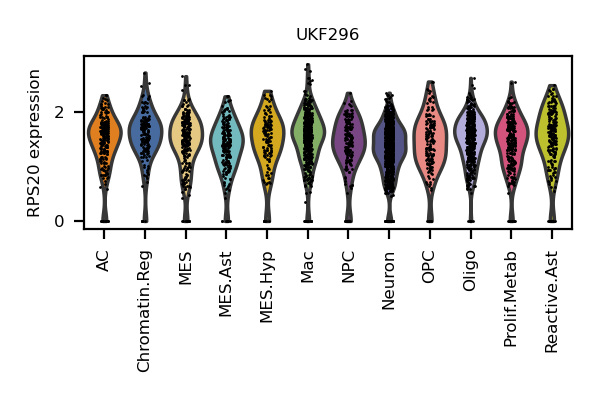 UKF296
RPS20 expression
2
0
AC
Chromatin.Reg
MES
MES.Ast
MES.Hyp
Mac
NPC
Neuron
OPC
Oligo
Prolif.Metab
Reactive.Ast